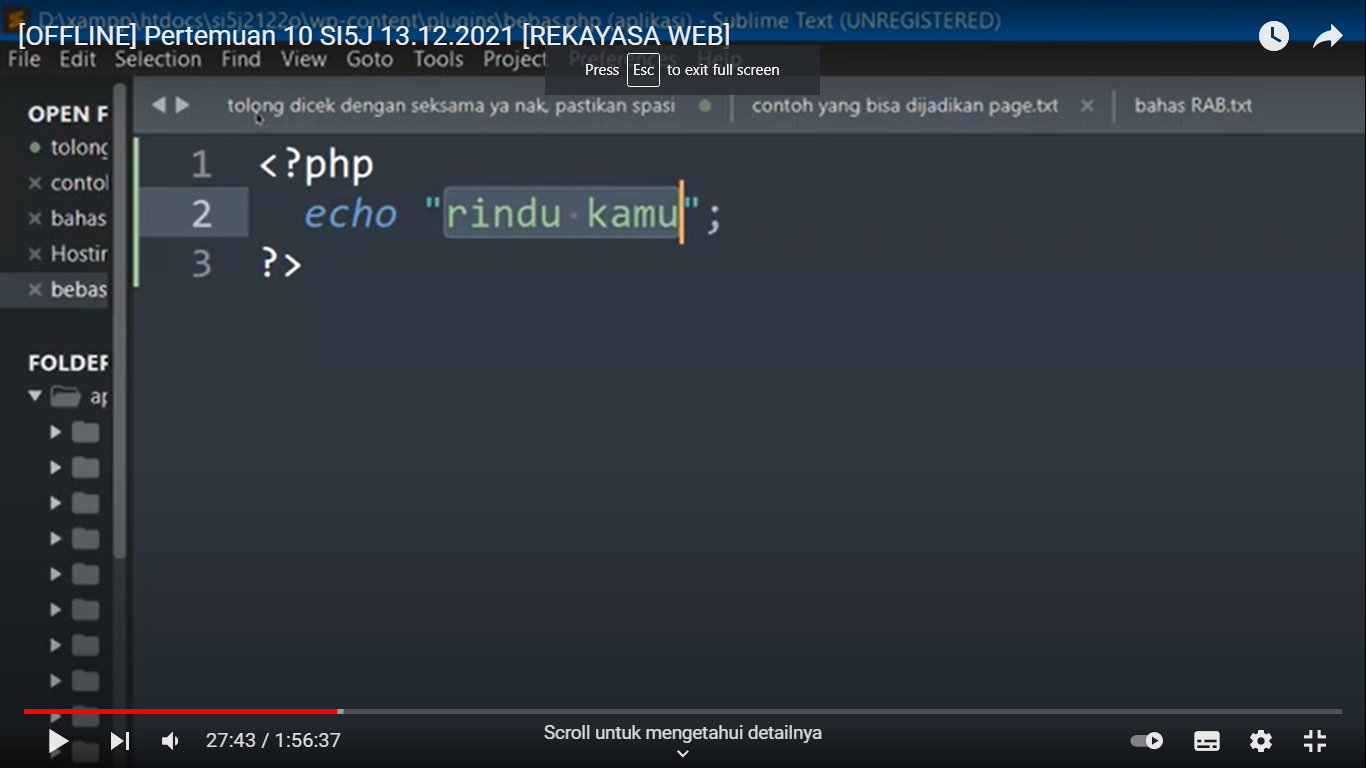 D:\xampp\htdocs\si5j2122o\wp-content\plugins\bebas.php (aplikasi) - Sublime Text (UNREGISTERED)
[OFFLINE] Pertemuan 10 SI5J 13.12.2021 [REKAYASA WEB]
File Edit Selection Find View Goto Tools Project Preferences Help
Press Esc to exit full screen
OPEN F
tolong dicek dengan seksama ya nak, pastikan spasi
contoh yang bisa dijadikan page.txt
bahas RAB.txt
tolong
contol
bahas
Hostir
bebas
1 <?php
2 echo "rindu kamu";
3 ?>
FOLDER
ap
27:43 / 1:56:37
Scroll untuk mengetahui detailnya